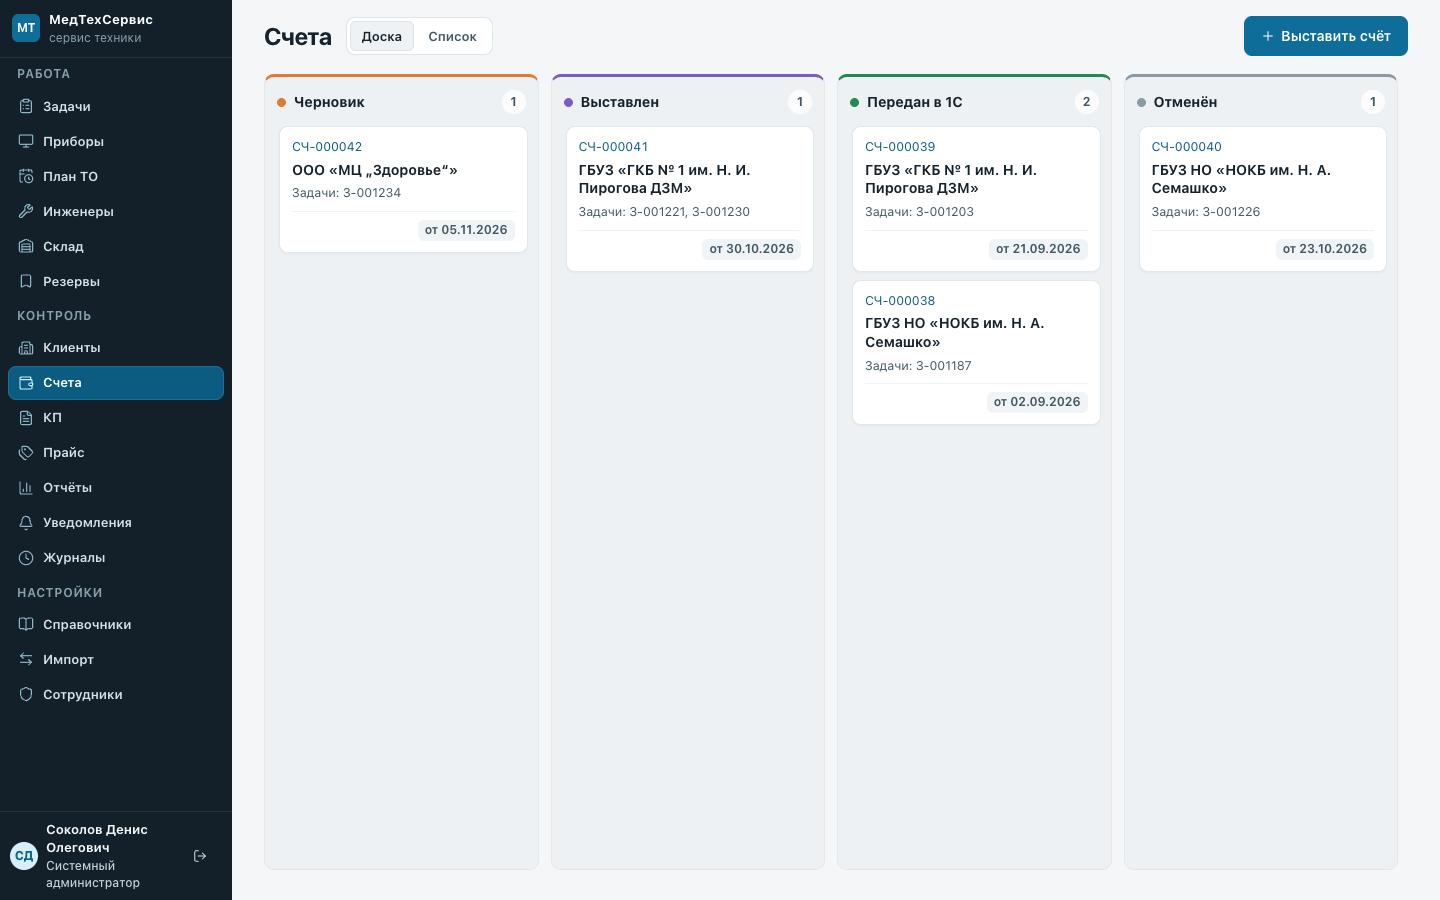 МТ
МедТехСервис
сервис техники
РАБОТА
Задачи
Приборы
План ТО
Инженеры
Склад
Резервы
КОНТРОЛЬ
Клиенты
Счета
КП
Прайс
Отчёты
Уведомления
Журналы
НАСТРОЙКИ
Справочники
Импорт
Сотрудники
СД
Соколов Денис
Олегович
Системный
администратор
Счета
Доска
Список
+ Выставить счёт
Черновик
1
СЧ-000042
ООО «МЦ „Здоровье“»
Задачи: З-001234
от 05.11.2026
Выставлен
1
СЧ-000041
ГБУЗ «ГКБ № 1 им. Н. И.
Пирогова ДЗМ»
Задачи: З-001221, З-001230
от 30.10.2026
Передан в 1С
2
СЧ-000039
ГБУЗ «ГКБ № 1 им. Н. И.
Пирогова ДЗМ»
Задачи: З-001203
от 21.09.2026
СЧ-000038
ГБУЗ НО «НОКБ им. Н. А.
Семашко»
Задачи: З-001187
от 02.09.2026
Отменён
1
СЧ-000040
ГБУЗ НО «НОКБ им. Н. А.
Семашко»
Задачи: З-001226
от 23.10.2026